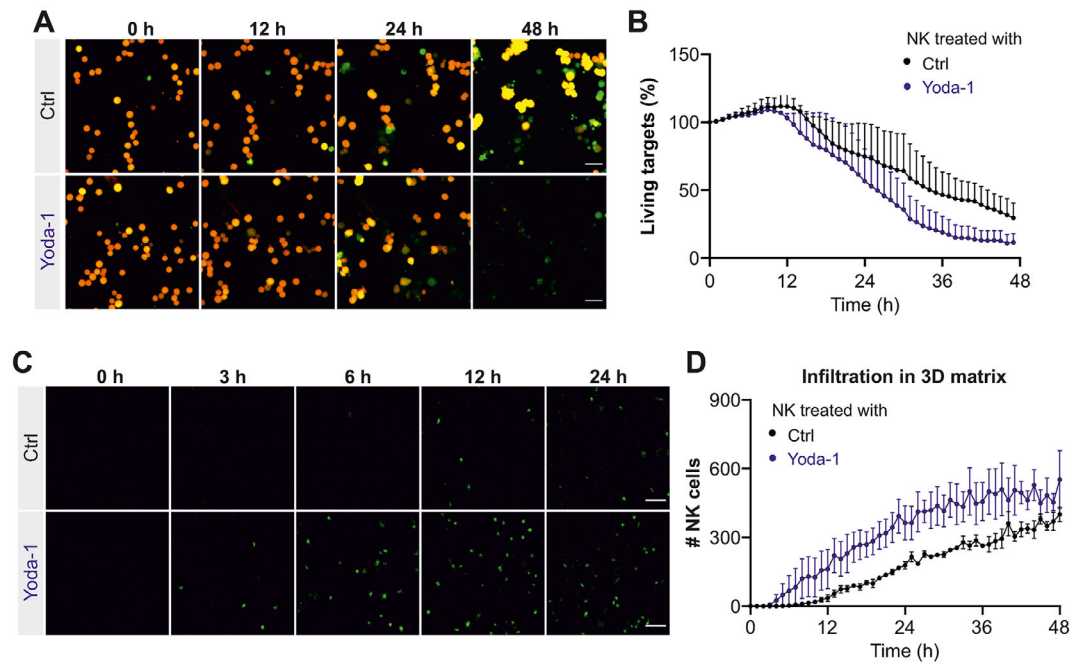 A
0 h 12 h 24 h 48 h
Ctrl
Yoda-1
B
NK treated with
Ctrl
Yoda-1
Living targets (%)
150
100
50
0
0 12 24 36 48
Time (h)
C
0 h 3 h 6 h 12 h 24 h
Ctrl
Yoda-1
D
Infiltration in 3D matrix
NK treated with
Ctrl
Yoda-1
# NK cells
900
600
300
0
0 12 24 36 48
Time (h)